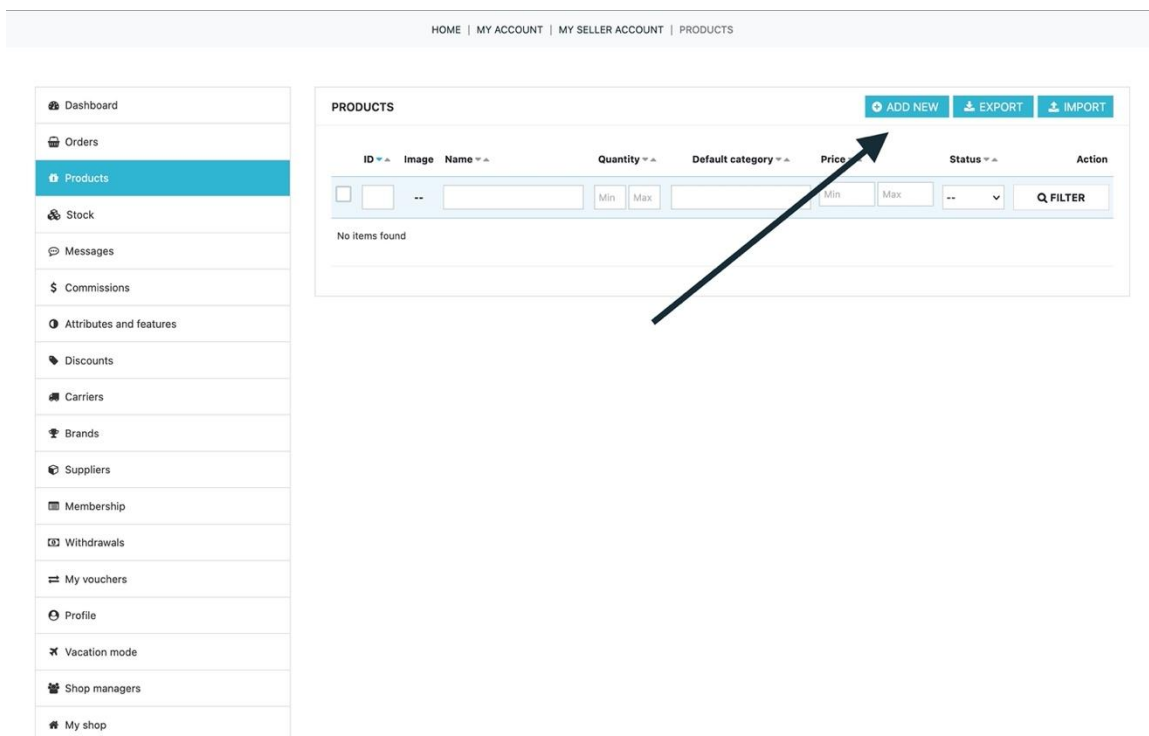 HOME | MY ACCOUNT | MY SELLER ACCOUNT | PRODUCTS
Dashboard
Orders
Products
Stock
Messages
Commissions
Attributes and features
Discounts
Carriers
Brands
Suppliers
Membership
Withdrawals
My vouchers
Profile
Vacation mode
Shop managers
My shop
PRODUCTS
ADD NEW EXPORT IMPORT
ID Image Name Quantity Default category Price Status Action
-- Min Max Min Max -- FILTER
No items found